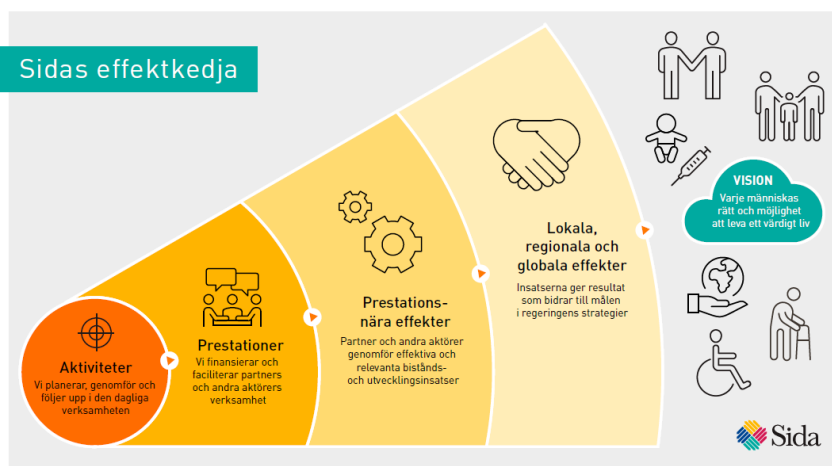 Sidas effektkedja
Aktiviteter
Vi planerar, genomför och
följer upp i den dagliga
verksamheten
Prestationer
Vi finansierar och
faciliterar partners
och andra aktörers
verksamhet
Prestations-
nära effekter
Partner och andra aktörer
genomför effektiva och
relevanta bistånds-
och utvecklingsinsatser
Lokala,
regionala och
globala effekter
Insatserna ger resultat
som bidrar till målen
i regeringens strategier
VISION
Varje människas
rätt och möjlighet
att leva ett värdigt liv
Sida